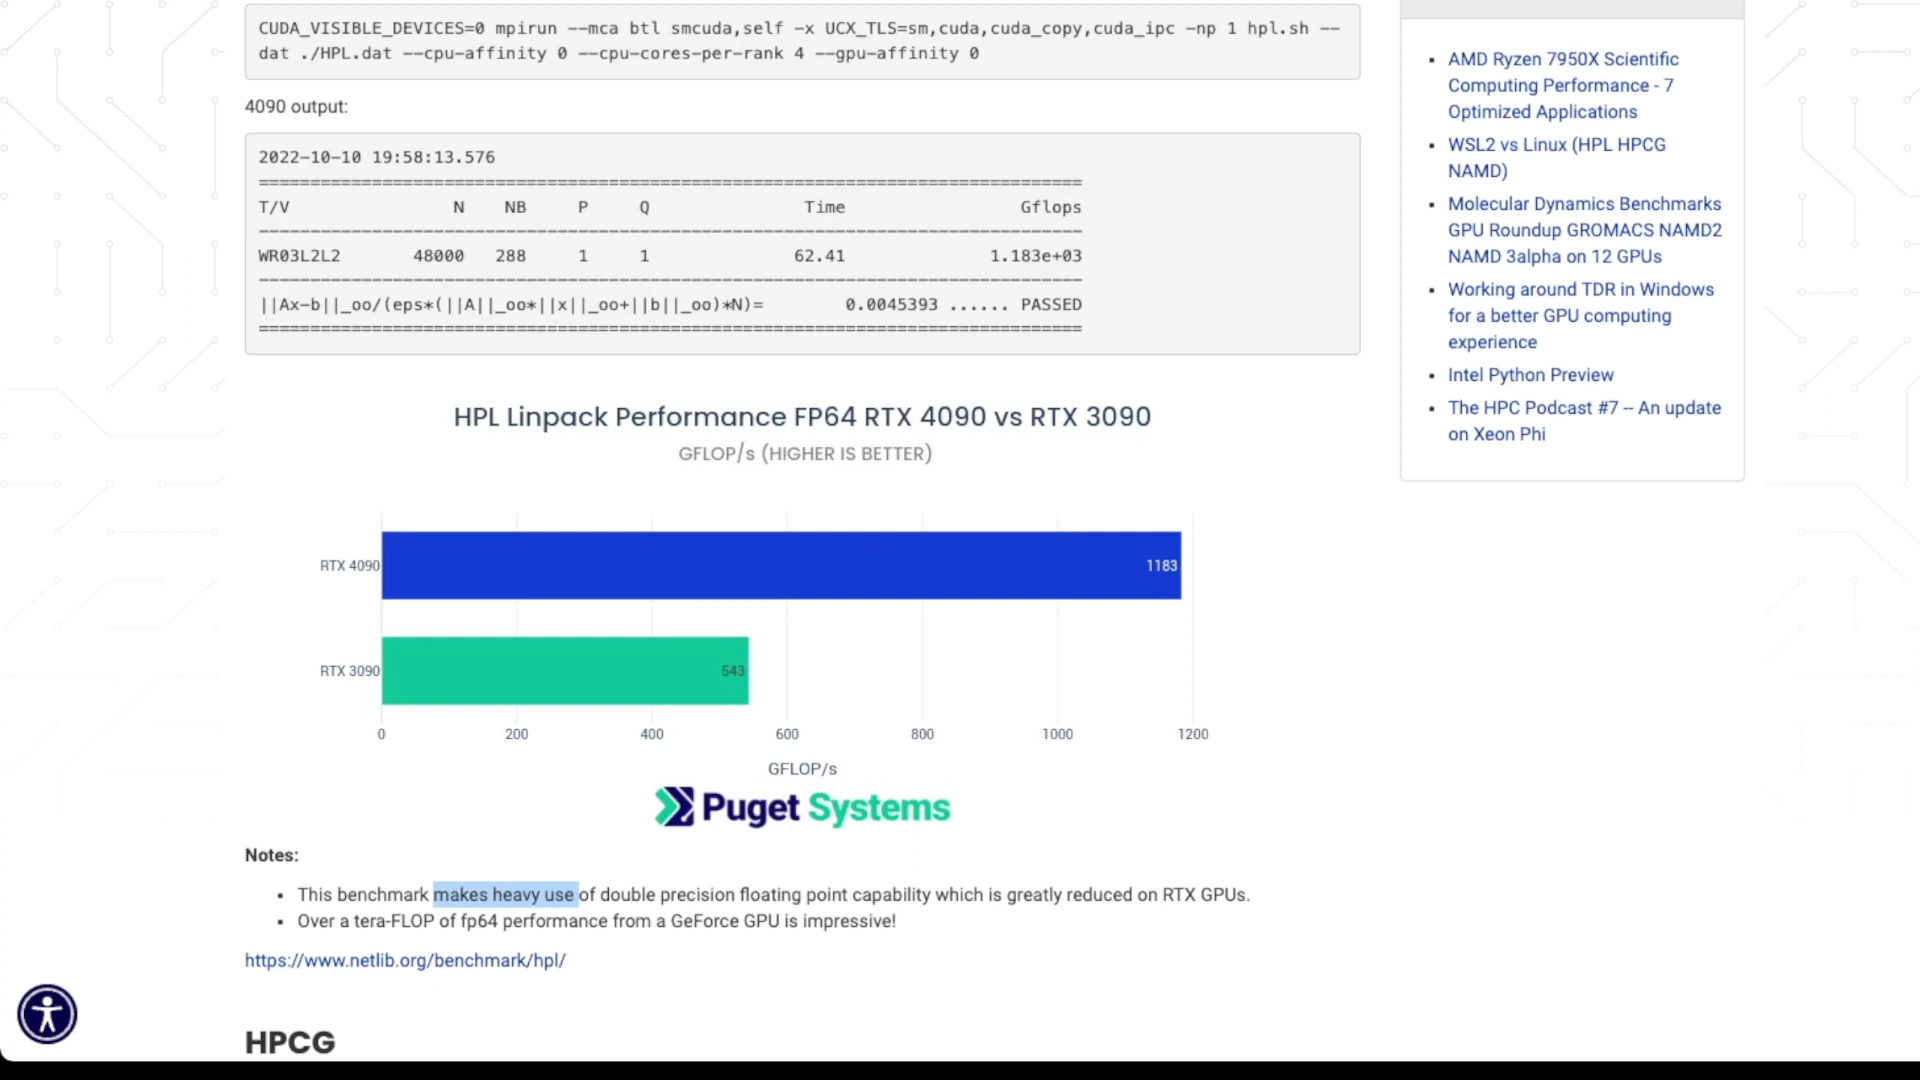 CUDA_VISIBLE_DEVICES=0 mpirun --mca btl smcuda,self -x UCX_TLS=sm,cuda,cuda_copy,cuda_ipc -np 1 hpl.sh --
dat ./HPL.dat --cpu-affinity 0 --cpu-cores-per-rank 4 --gpu-affinity 0
4090 output:
2022-10-10 19:58:13.576
================================================================================
T/V                N    NB     P     Q               Time                 Gflops
--------------------------------------------------------------------------------
WR03L2L2       48000   288     1     1              62.41              1.183e+03
--------------------------------------------------------------------------------
||Ax-b||_oo/(eps*(||A||_oo*||x||_oo+||b||_oo)*N)=        0.0045393 ...... PASSED
================================================================================
HPL Linpack Performance FP64 RTX 4090 vs RTX 3090
GFLOP/s (HIGHER IS BETTER)
RTX 4090 1183
RTX 3090 543
0 200 400 600 800 1000 1200
GFLOP/s
Puget Systems
Notes:
• This benchmark makes heavy use of double precision floating point capability which is greatly reduced on RTX GPUs.
• Over a tera-FLOP of fp64 performance from a GeForce GPU is impressive!
https://www.netlib.org/benchmark/hpl/
HPCG
• AMD Ryzen 7950X Scientific
Computing Performance - 7
Optimized Applications
• WSL2 vs Linux (HPL HPCG
NAMD)
• Molecular Dynamics Benchmarks
GPU Roundup GROMACS NAMD2
NAMD 3alpha on 12 GPUs
• Working around TDR in Windows
for a better GPU computing
experience
• Intel Python Preview
• The HPC Podcast #7 -- An update
on Xeon Phi